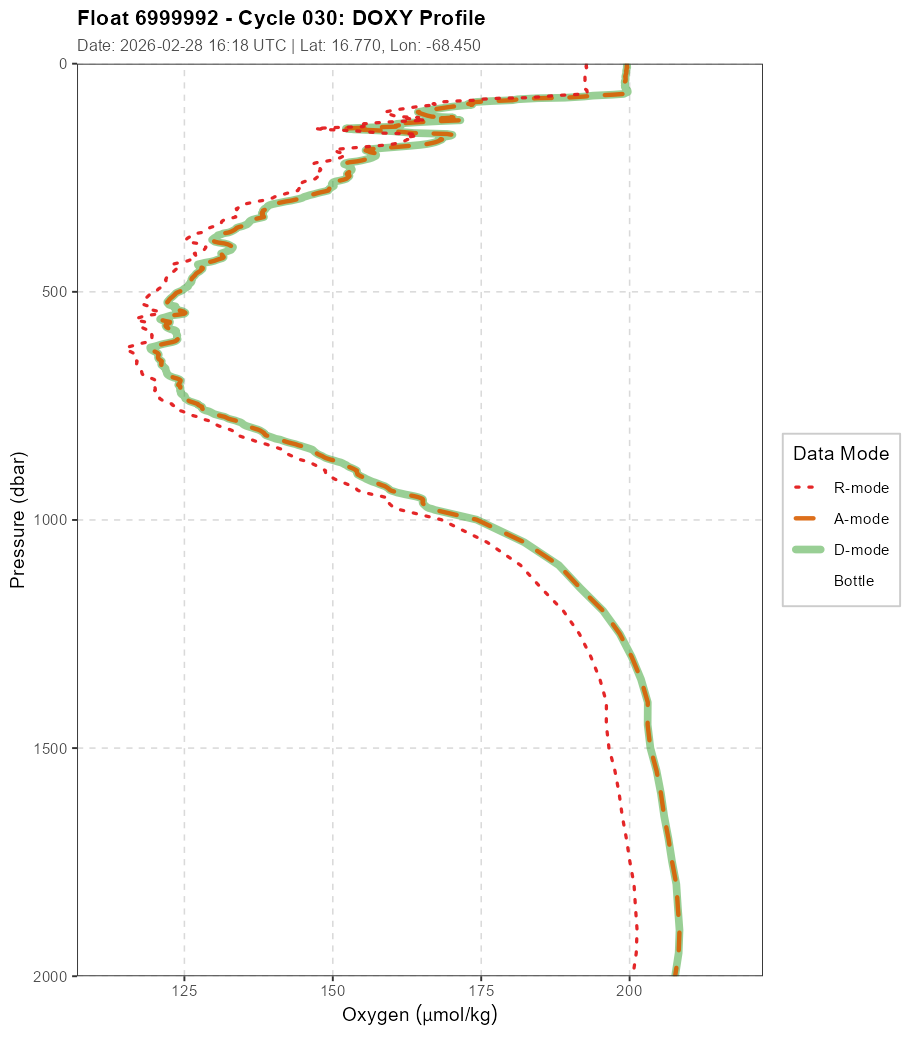 Float 6999992 - Cycle 030: DOXY Profile
Date: 2026-02-28 16:18 UTC | Lat: 16.770, Lon: -68.450
0
500
1000
1500
2000
Pressure (dbar)
125 150 175 200
Oxygen (µmol/kg)
Data Mode
R-mode
A-mode
D-mode
Bottle